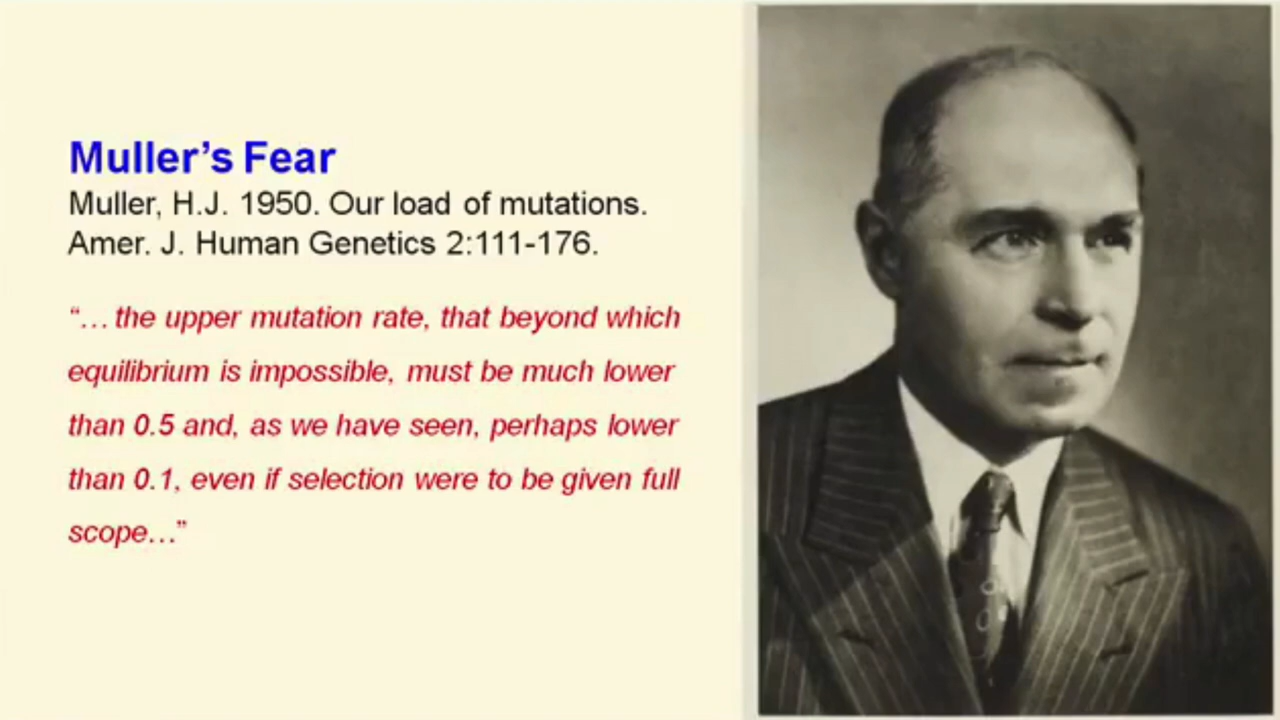 Muller’s Fear
Muller, H.J. 1950. Our load of mutations.
Amer. J. Human Genetics 2:111-176.
“… the upper mutation rate, that beyond which
equilibrium is impossible, must be much lower
than 0.5 and, as we have seen, perhaps lower
than 0.1, even if selection were to be given full
scope…”